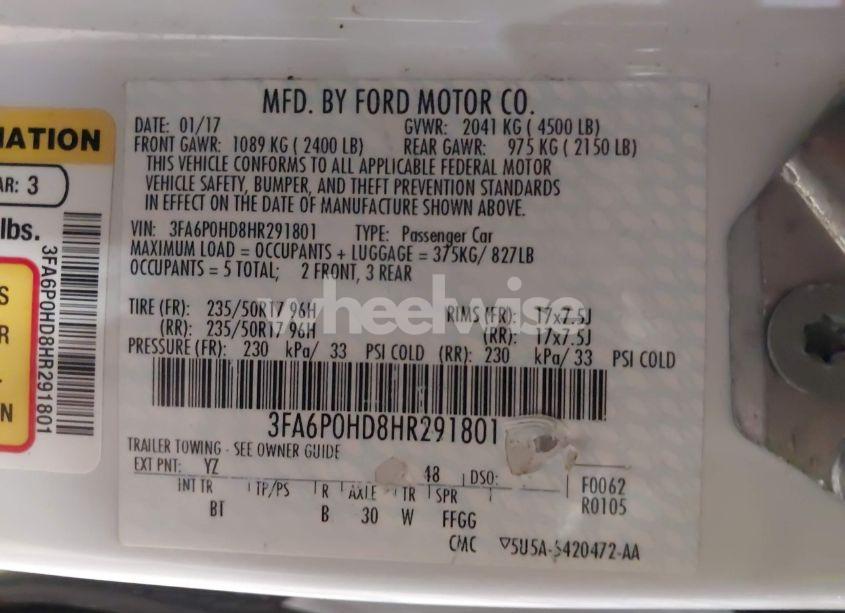 MATION
AR: 3
lbs.
S
R
L
N
3FA6P0HD8HR291801
MFD. BY FORD MOTOR CO.
DATE: 01/17 GVWR: 2041 KG ( 4500 LB)
FRONT GAWR: 1089 KG ( 2400 LB) REAR GAWR: 975 KG ( 2150 LB)
THIS VEHICLE CONFORMS TO ALL APPLICABLE FEDERAL MOTOR
VEHICLE SAFETY, BUMPER, AND THEFT PREVENTION STANDARDS
IN EFFECT ON THE DATE OF MANUFACTURE SHOWN ABOVE.
VIN: 3FA6P0HD8HR291801 TYPE: Passenger Car
MAXIMUM LOAD = OCCUPANTS + LUGGAGE = 375KG/ 827LB
OCCUPANTS = 5 TOTAL; 2 FRONT, 3 REAR
TIRE (FR): 235/50R17 96H RIMS (FR): 17x7.5J
(RR): 235/50R17 96H (RR): 17x7.5J
PRESSURE (FR): 230 kPa/ 33 PSI COLD (RR): 230 kPa/ 33 PSI COLD
wheelwise
3FA6P0HD8HR291801
TRAILER TOWING - SEE OWNER GUIDE
EXT PNT: YZ 48 DSO: F0062
INT TR TP/PS R AXLE TR SPR R0105
BT B 30 W FFGG
CMC 5U5A-5420472-AA